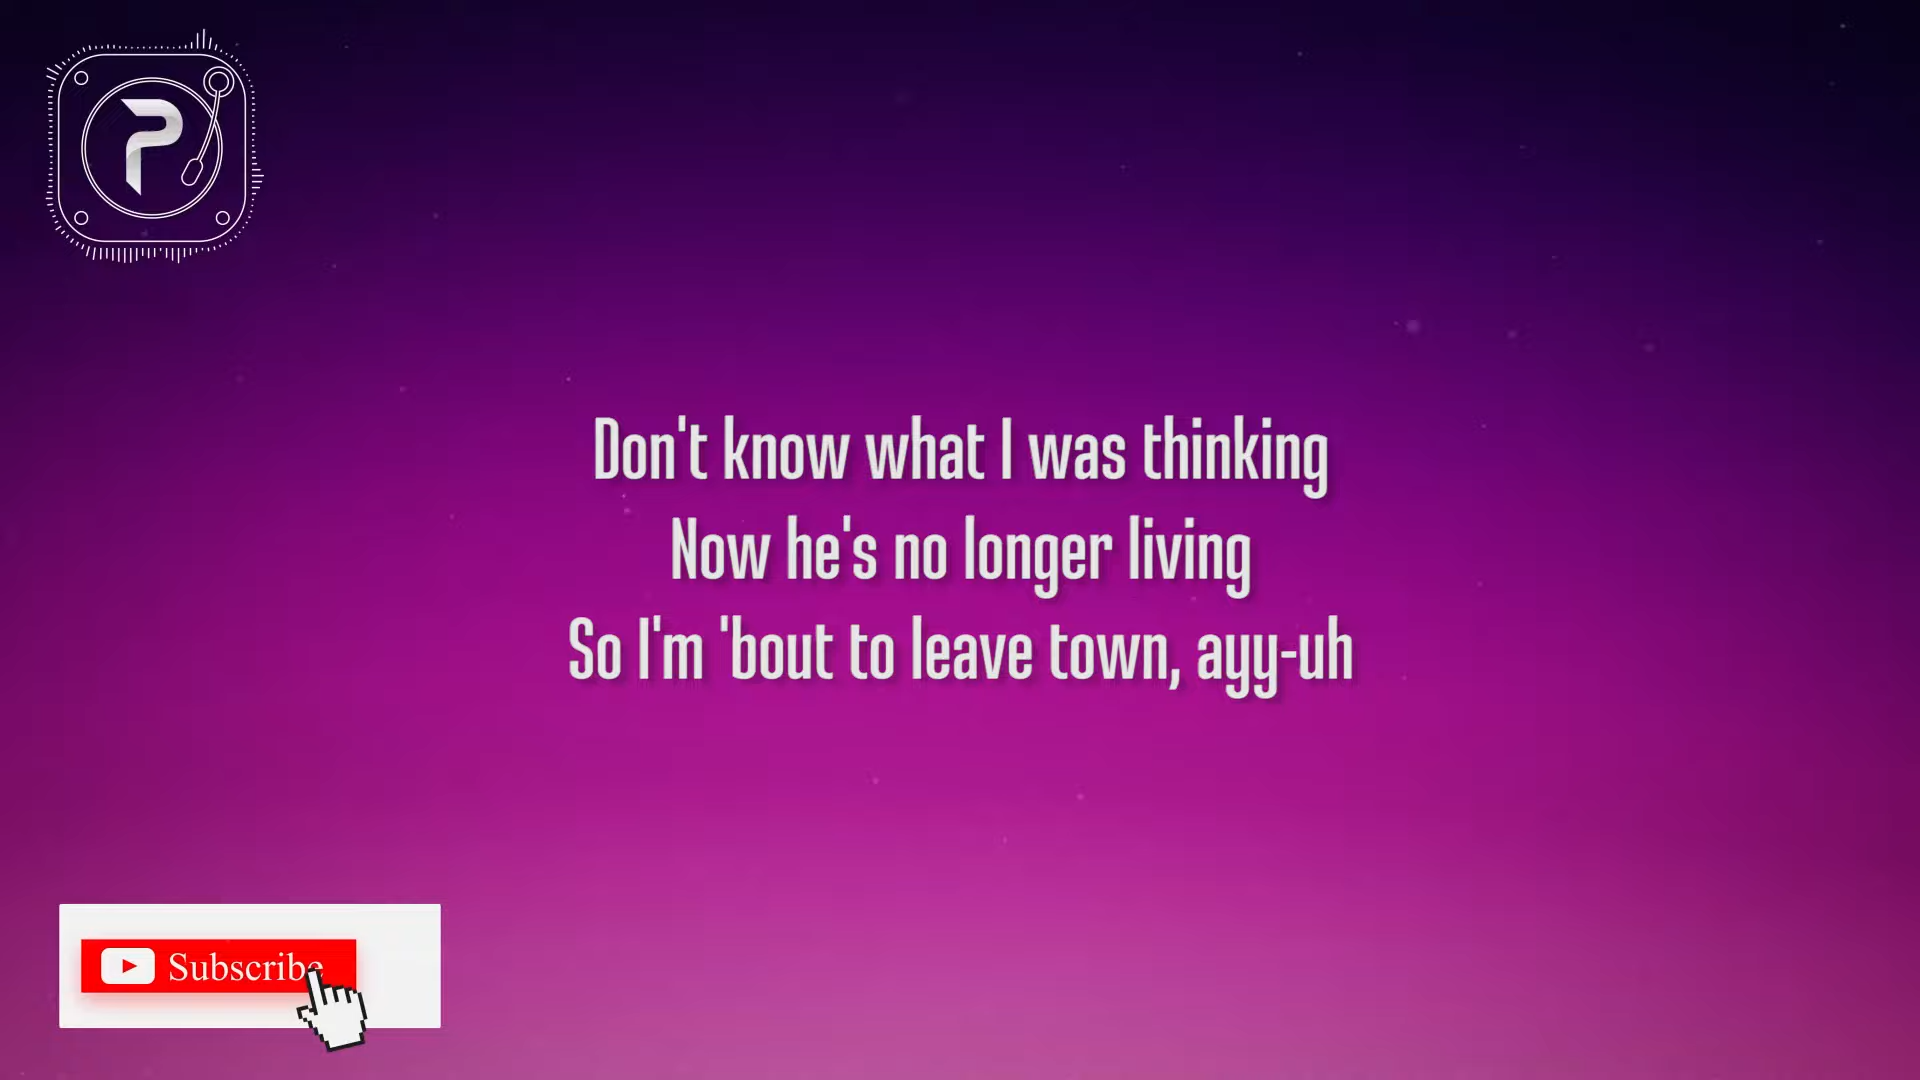 P
Don't know what I was thinking
Now he's no longer living
So I'm 'bout to leave town, ayy-uh
Subscribe